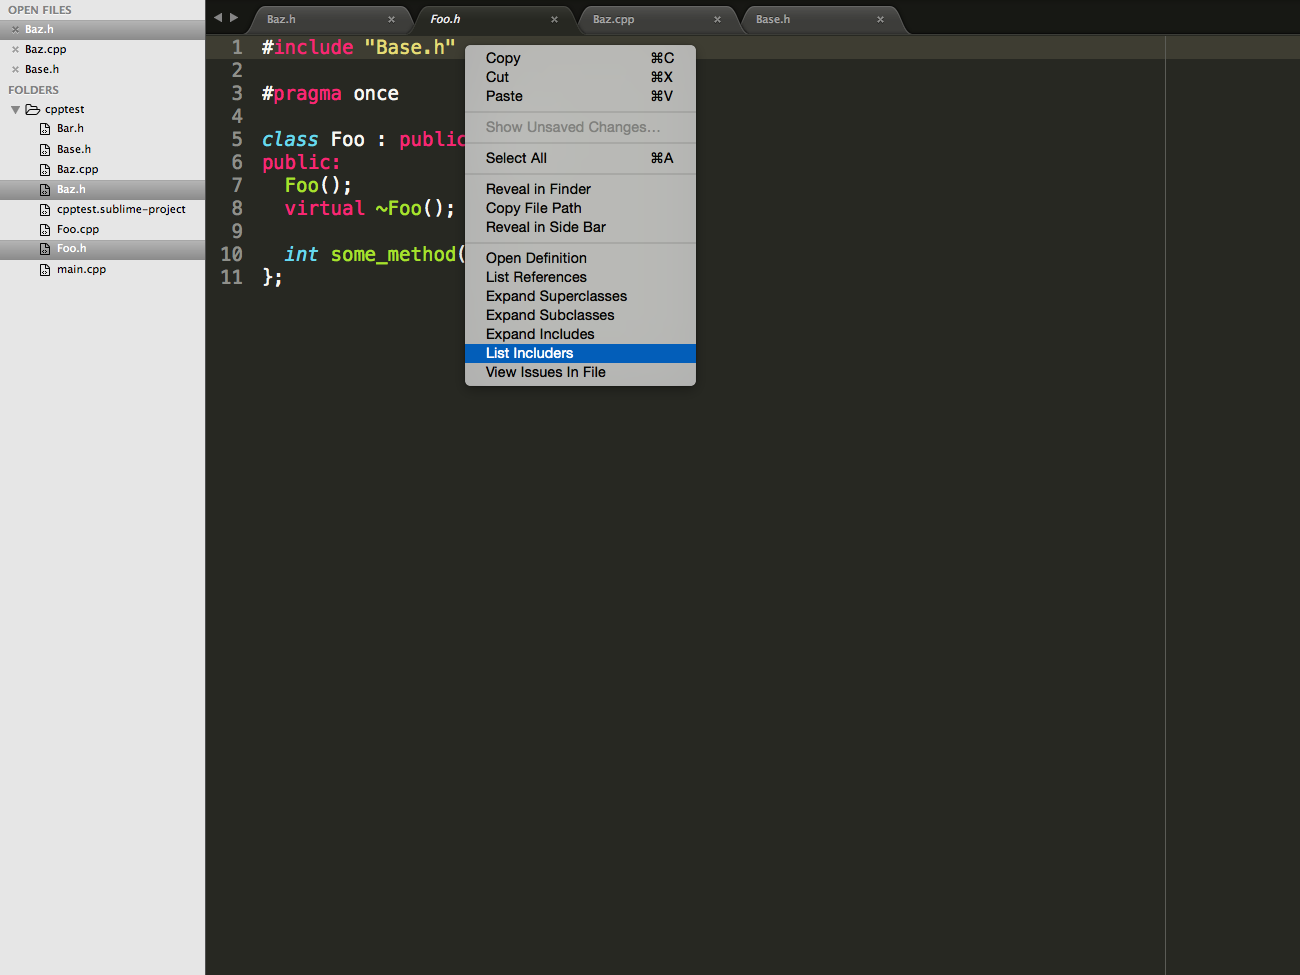 OPEN FILES
Baz.h
Baz.cpp
Base.h
FOLDERS
cpptest
Bar.h
Base.h
Baz.cpp
Baz.h
cpptest.sublime-project
Foo.cpp
Foo.h
main.cpp
Baz.h Foo.h Baz.cpp Base.h
1 #include "Base.h"
2
3 #pragma once
4
5 class Foo : public
6 public:
7 Foo();
8 virtual ~Foo();
9
10 int some_method(
11 };
Copy ⌘C
Cut ⌘X
Paste ⌘V
Show Unsaved Changes...
Select All ⌘A
Reveal in Finder
Copy File Path
Reveal in Side Bar
Open Definition
List References
Expand Superclasses
Expand Subclasses
Expand Includes
List Includers
View Issues In File